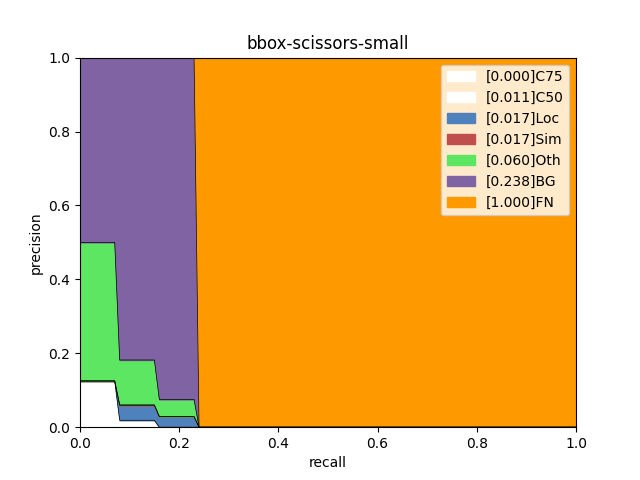 bbox-scissors-small
1.0
0.8
0.6
0.4
0.2
0.0
precision
[0.000]C75
[0.011]C50
[0.017]Loc
[0.017]Sim
[0.060]Oth
[0.238]BG
[1.000]FN
0.0 0.2 0.4 0.6 0.8 1.0
recall